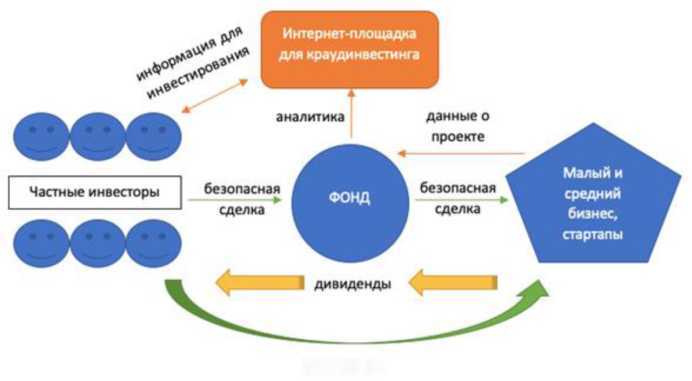 Интернет-площадка
для краудинвестинга
информация для
инвестирования
аналитика
данные о
проекте
Частные инвесторы
безопасная
сделка
ФОНД
безопасная
сделка
Малый и
средний
бизнес,
стартапы
дивиденды